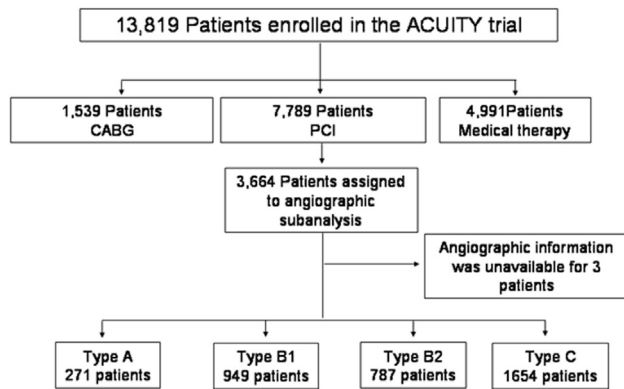 13,819 Patients enrolled in the ACUITY trial
1,539 Patients
CABG
7,789 Patients
PCI
4,991Patients
Medical therapy
3,664 Patients assigned
to angiographic
subanalysis
Angiographic information
was unavailable for 3
patients
Type A
271 patients
Type B1
949 patients
Type B2
787 patients
Type C
1654 patients